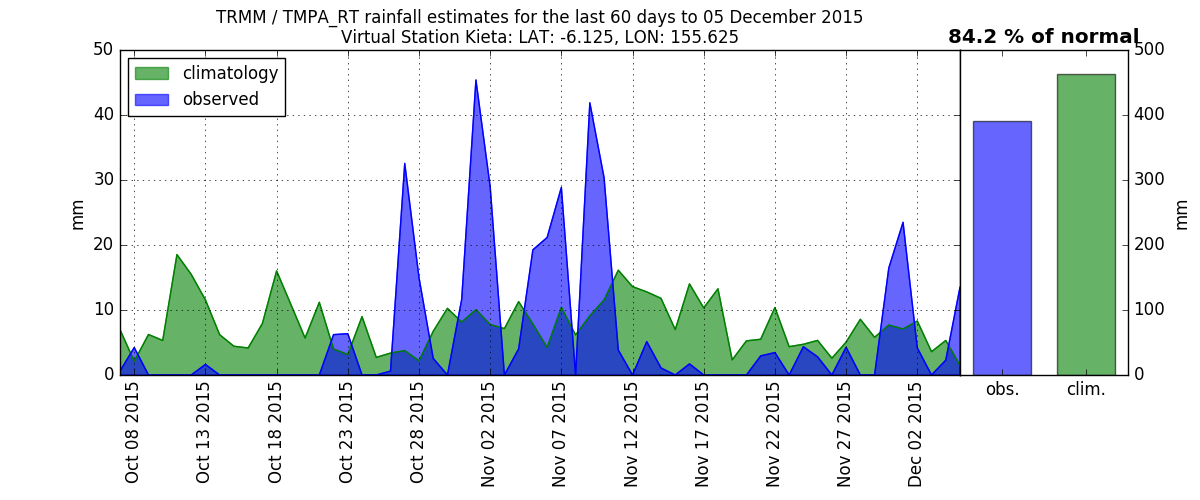 TRMM / TMPA_RT rainfall estimates for the last 60 days to 05 December 2015
Virtual Station Kieta: LAT: -6.125, LON: 155.625
84.2 % of normal
climatology
observed
50
40
30
20
10
0
mm
Oct 08 2015
Oct 13 2015
Oct 18 2015
Oct 23 2015
Oct 28 2015
Nov 02 2015
Nov 07 2015
Nov 12 2015
Nov 17 2015
Nov 22 2015
Nov 27 2015
Dec 02 2015
obs.
clim.
500
400
300
200
100
0
mm